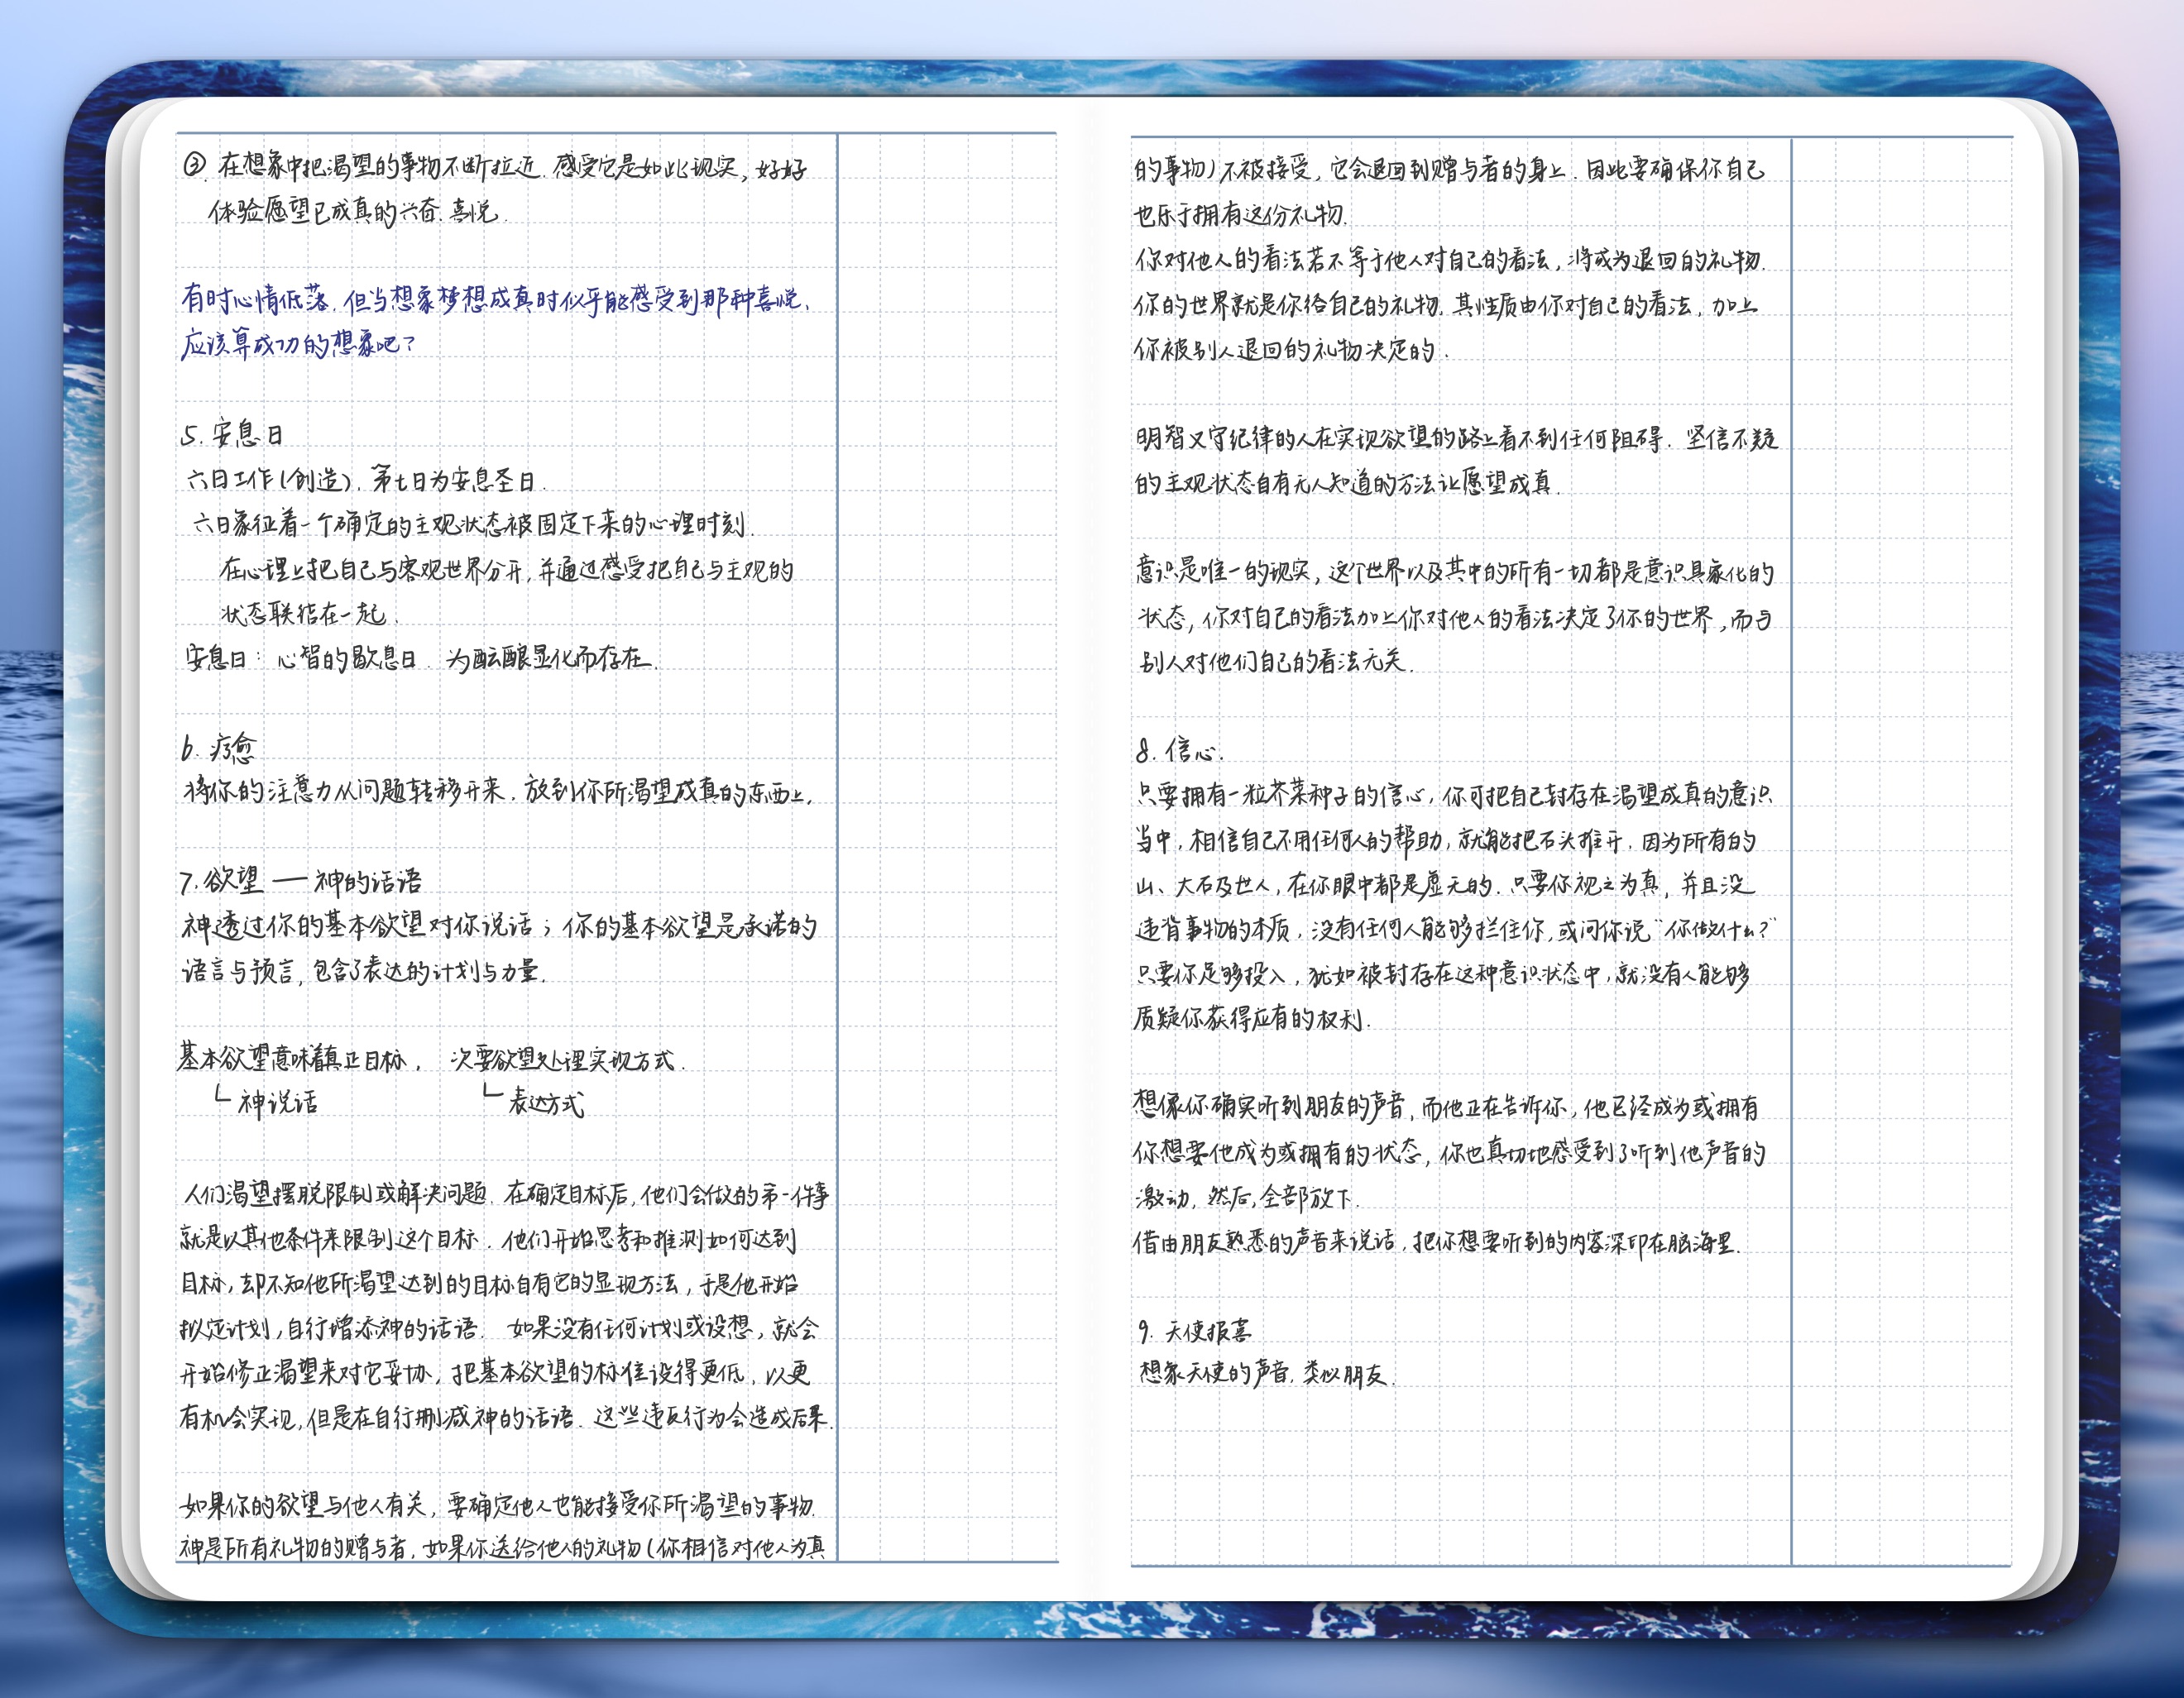 ③. 在想象中把渴望的事物不断拉近. 感受它是如此现实, 好好
体验愿望已成真的兴奋.喜悦.
有时心情低落. 但当想象梦想成真时似乎能感受到那种喜悦.
应该算成功的想象吧?
5. 安息日
六日工作(创造). 第七日为安息圣日.
六日象征着一个确定的主观状态被固定下来的心理时刻.
在心理上把自己与客观世界分开,并通过感受把自己与主观的
状态联结在一起.
安息日: 心智的歇息日. 为酝酿显化而存在.
6. 疗愈
将你的注意力从问题转移开来. 放到你所渴望成真的东西上.
7. 欲望 — 神的话语
神透过你的基本欲望对你说话; 你的基本欲望是承诺的
语言与预言, 包含了表达的计划与力量.
基本欲望意味着真正目标, 次要欲望处理实现方式.
└ 神说话 └ 表达方式
人们渴望摆脱限制或解决问题. 在确定目标后, 他们会做的第一件事
就是以其他条件来限制这个目标. 他们开始思考和推测如何达到
目标, 却不知他所渴望达到的目标自有它的显现方法, 于是他开始
拟定计划, 自行增添神的话语. 如果没有任何计划或设想, 就会
开始修正渴望来对它妥协. 把基本欲望的标准设得更低. 以更
有机会实现, 但是在自行删减神的话语. 这些违反行为会造成后果.
如果你的欲望与他人有关, 要确定他人也能接受你所渴望的事物.
神是所有礼物的赠与者. 如果你送给他人的礼物(你相信对他人为真
的事物)不被接受, 它会退回到赠与者的身上. 因此要确保你自己
也乐于拥有这份礼物.
你对他人的看法若不等于他人对自己的看法, 将成为退回的礼物.
你的世界就是你给自己的礼物. 其性质由你对自己的看法, 加上
你被别人退回的礼物决定的.
明智又守纪律的人在实现欲望的路上看不到任何阻碍. 坚信不疑
的主观状态自有无人知道的方法让愿望成真.
意识是唯一的现实, 这个世界以及其中的所有一切都是意识具象化的
状态, 你对自己的看法加上你对他人的看法决定了你的世界, 而与
别人对他们自己的看法无关.
8. 信心.
只要拥有一粒芥菜种子的信心, 你可把自己封存在渴望成真的意识
当中, 相信自己不用任何人的帮助, 就能把石头推开. 因为所有的
山、大石及世人, 在你眼中都是虚无的. 只要你视之为真, 并且没
违背事物的本质, 没有任何人能够拦住你, 或问你说“你做什么?”
只要你足够投入, 犹如被封存在这种意识状态中, 就没有人能够
质疑你获得应有的权利.
想像你确实听到朋友的声音, 而他正在告诉你, 他已经成为或拥有
你想要他成为或拥有的状态, 你也真切地感受到了听到他声音的
激动, 然后, 全部放下.
借由朋友熟悉的声音来说话, 把你想要听到的内容深印在脑海里.
9. 天使报喜
想象天使的声音, 类似朋友.